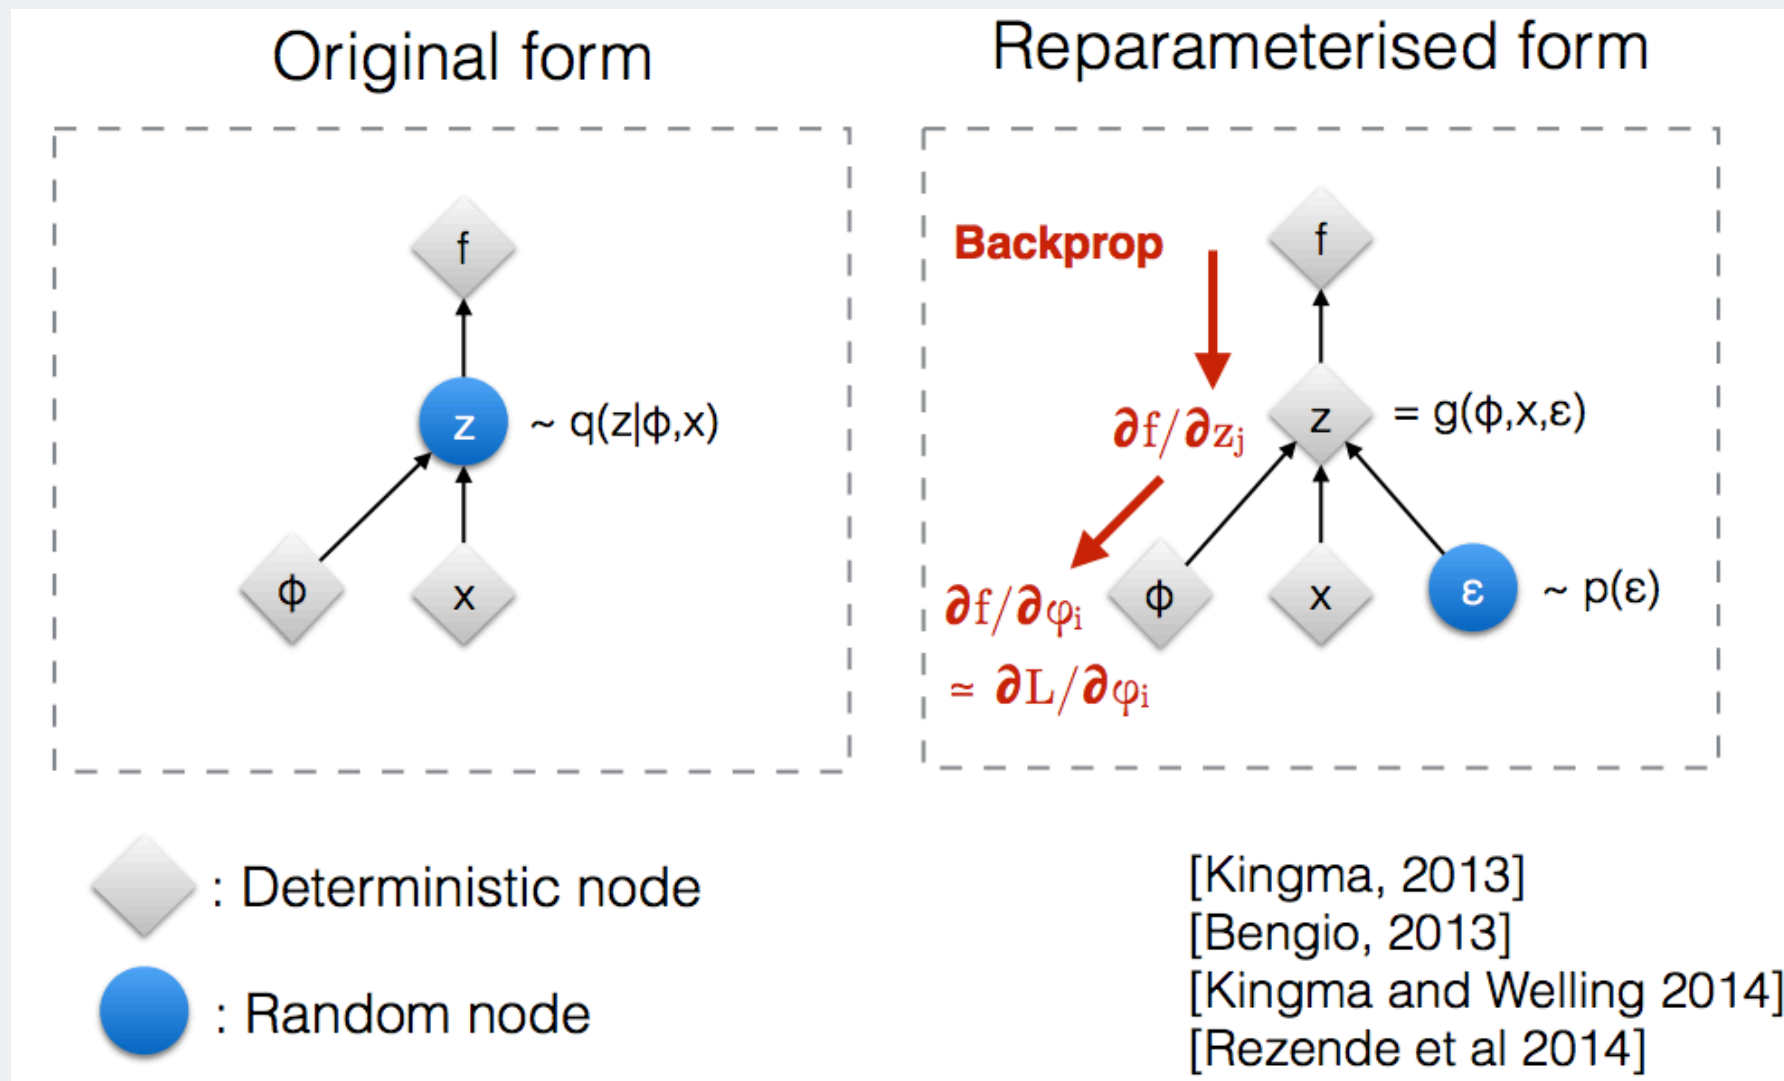 Original form
f
z ~ q(z|ϕ,x)
ϕ x
Reparameterised form
Backprop f
∂f/∂zj z = g(ϕ,x,ε)
ϕ x ε ~ p(ε)
∂f/∂φi
≃ ∂L/∂φi
: Deterministic node
: Random node
[Kingma, 2013]
[Bengio, 2013]
[Kingma and Welling 2014]
[Rezende et al 2014]